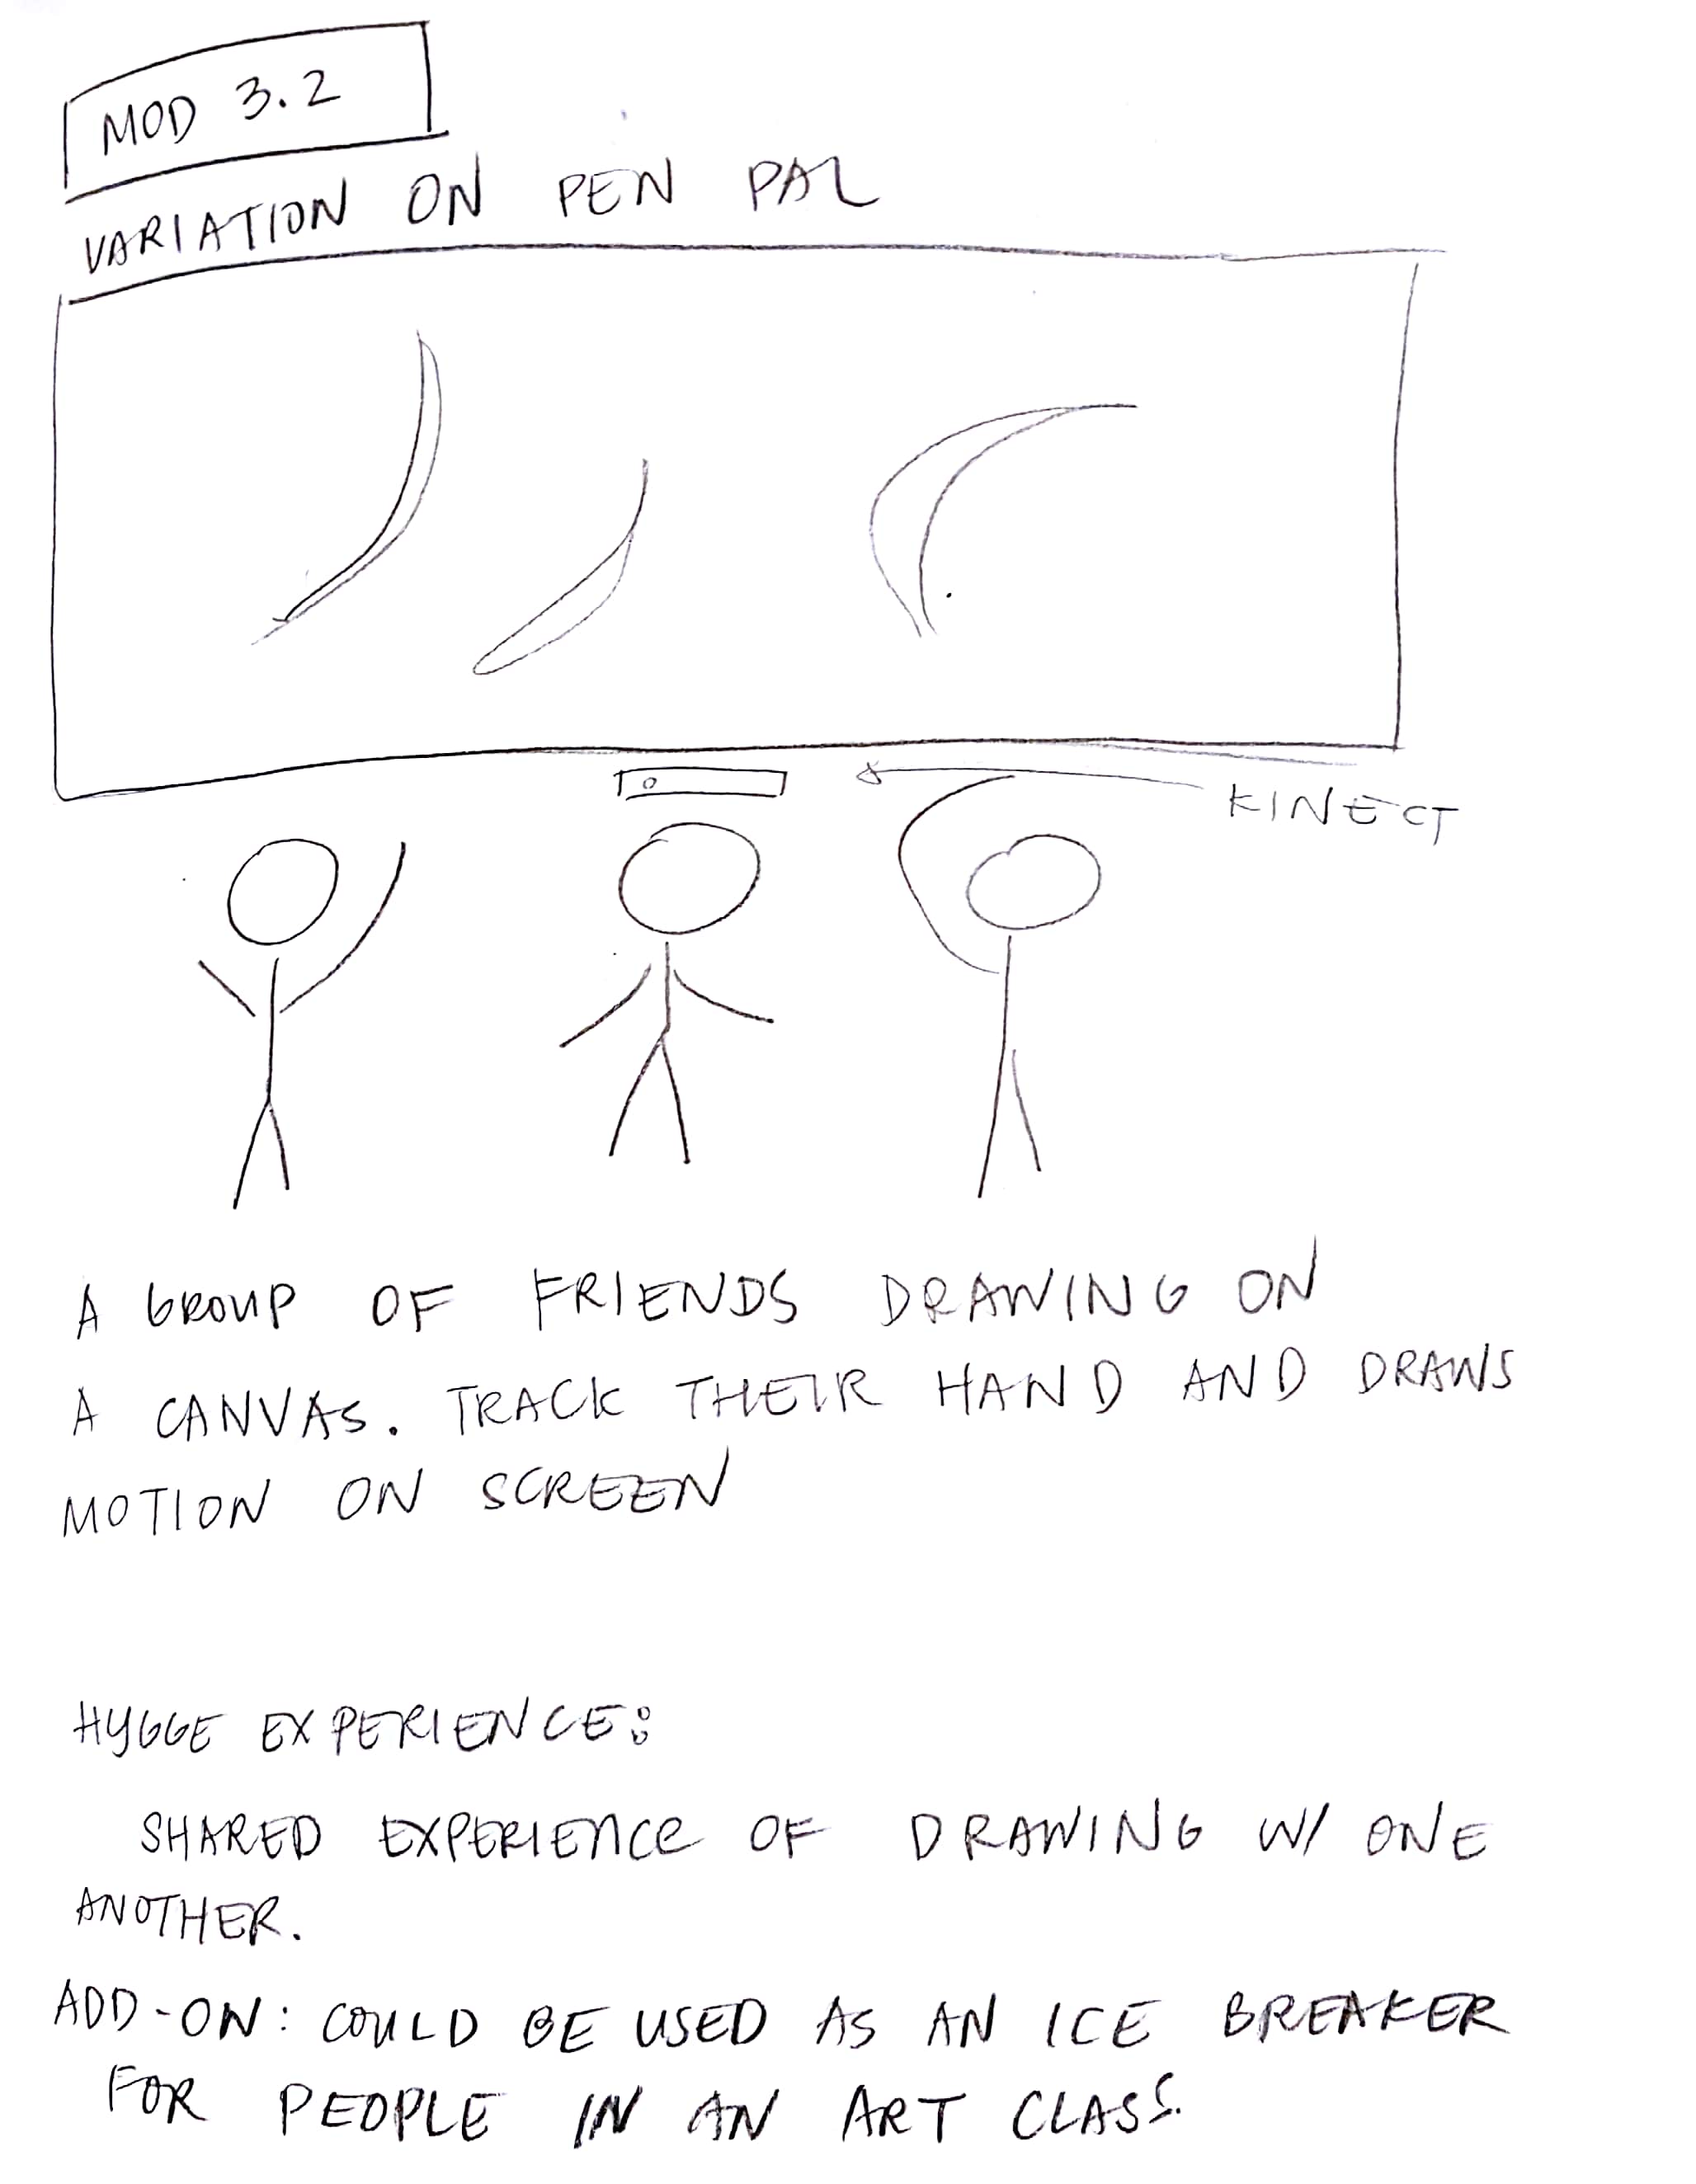 MOD 3.2
VARIATION ON PEN PAL
KINECT
A GROUP OF FRIENDS DRAWING ON
A CANVAS. TRACK THEIR HAND AND DRAWS
MOTION ON SCREEN
HYGGE EXPERIENCE:
SHARED EXPERIENCE OF DRAWING W/ ONE
ANOTHER.
ADD-ON: COULD BE USED AS AN ICE BREAKER
FOR PEOPLE IN AN ART CLASS.